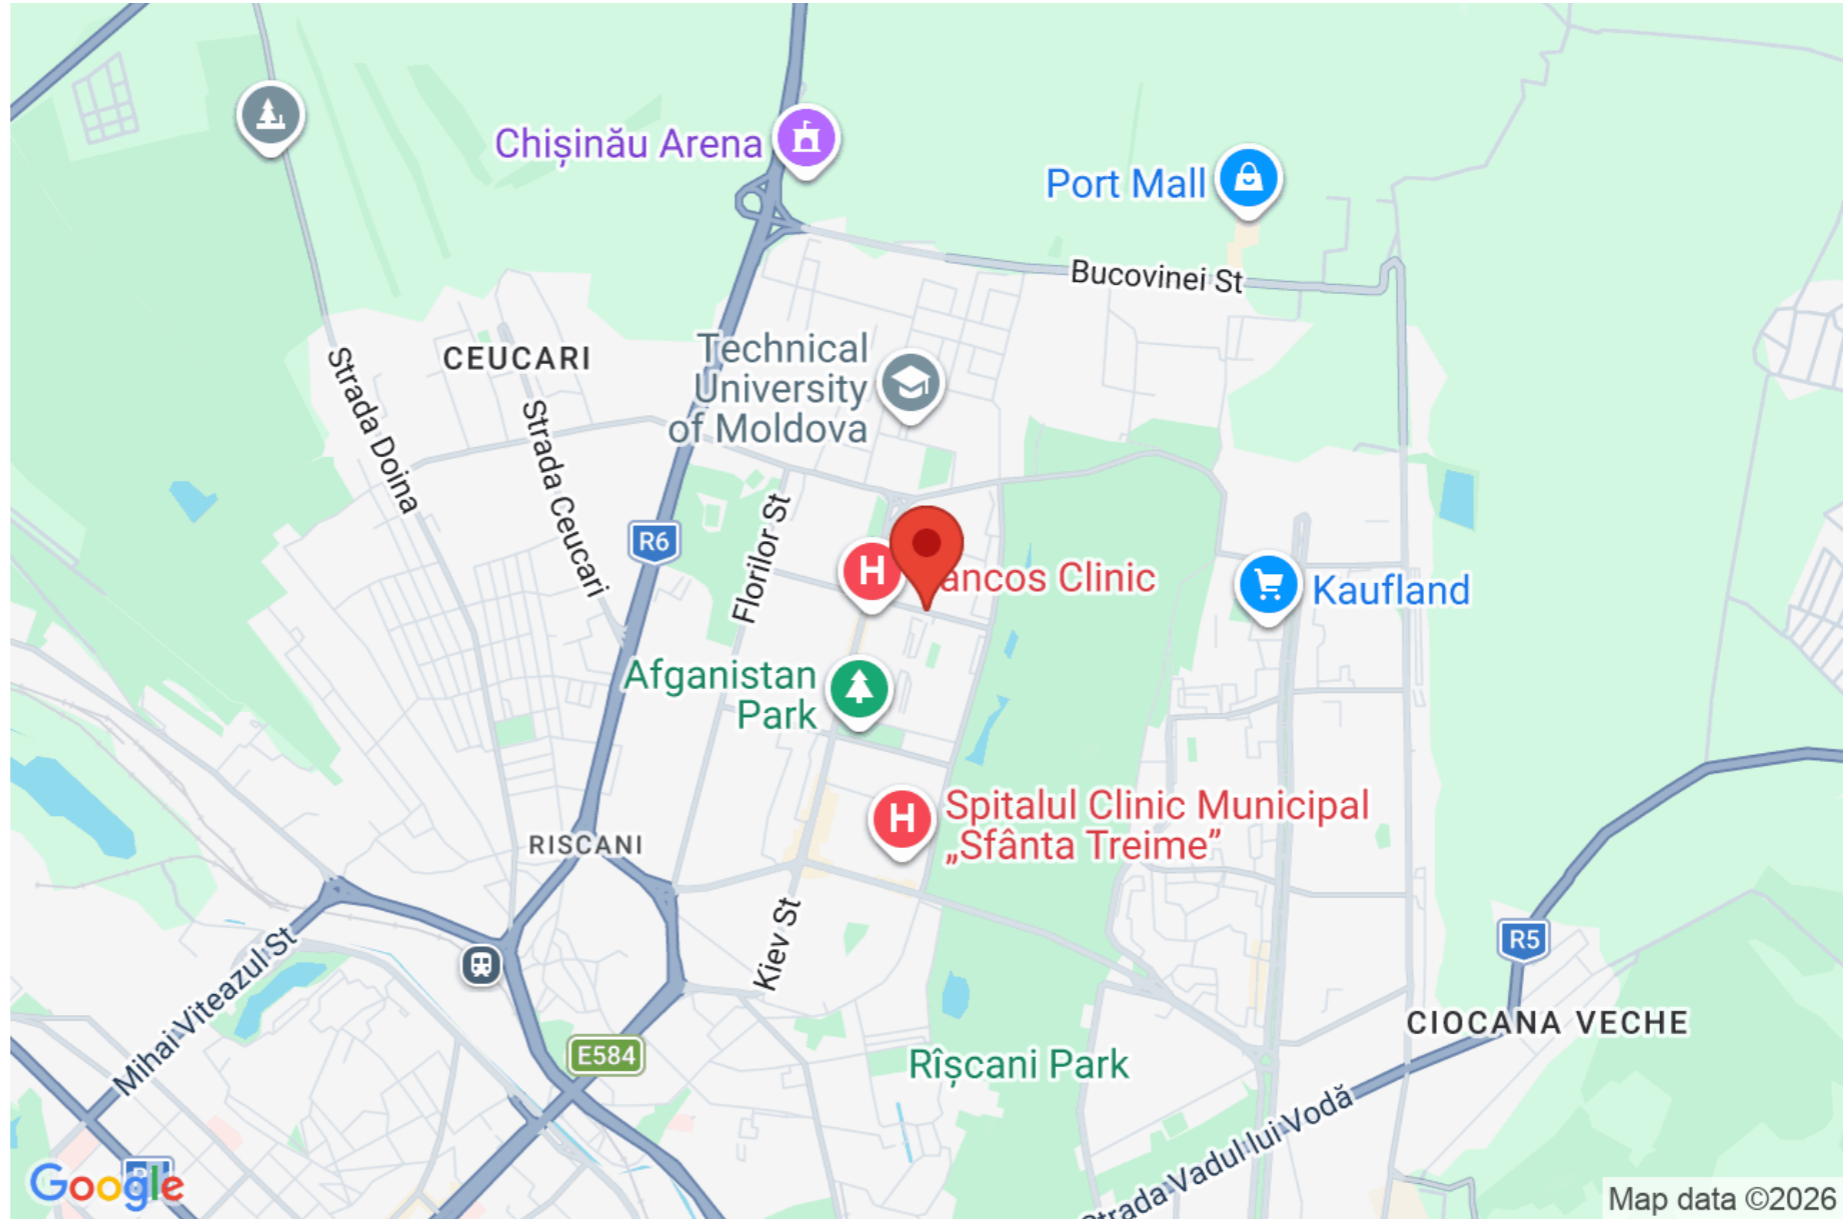 Chișinău Arena
Port Mall
Bucovinei St
Technical
University
of Moldova
CEUCARI
Strada Doina
Strada Ceucari
Florilor St
R6
H
ancos Clinic
Kaufland
Afganistan
Park
H
Spitalul Clinic Municipal
„Sfânta Treime”
RISCANI
Kiev St
R5
Mihai Viteazul St
CIOCANA VECHE
E584
Rîșcani Park
Strada Vadul lui Vodă
Google
Map data ©2026